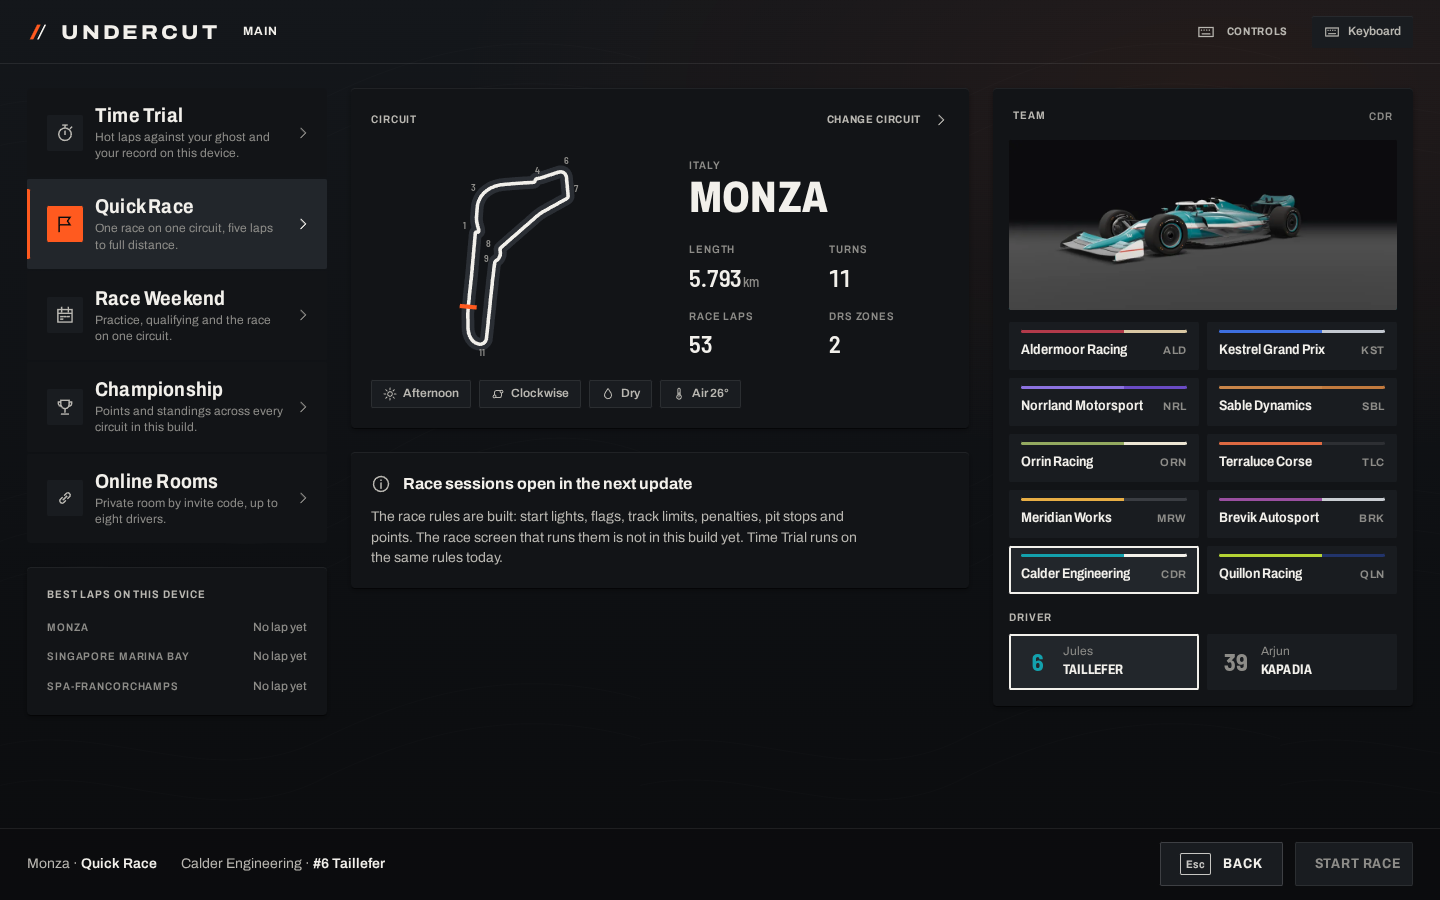 UNDERCUT MAIN
CONTROLS
Keyboard
Time Trial
Hot laps against your ghost and
your record on this device.
Quick Race
One race on one circuit, five laps
to full distance.
Race Weekend
Practice, qualifying and the race
on one circuit.
Championship
Points and standings across every
circuit in this build.
Online Rooms
Private room by invite code, up to
eight drivers.
BEST LAPS ON THIS DEVICE
MONZA No lap yet
SINGAPORE MARINA BAY No lap yet
SPA-FRANCORCHAMPS No lap yet
CIRCUIT
CHANGE CIRCUIT
6
4
3
7
1
8
9
11
ITALY
MONZA
LENGTH TURNS
5.793 km 11
RACE LAPS DRS ZONES
53 2
Afternoon
Clockwise
Dry
Air 26°
Race sessions open in the next update
The race rules are built: start lights, flags, track limits, penalties, pit stops and
points. The race screen that runs them is not in this build yet. Time Trial runs on
the same rules today.
TEAM CDR
Aldermoor Racing ALD
Kestrel Grand Prix KST
Norrland Motorsport NRL
Sable Dynamics SBL
Orrin Racing ORN
Terraluce Corse TLC
Meridian Works MRW
Brevik Autosport BRK
Calder Engineering CDR
Quillon Racing QLN
DRIVER
6 Jules
TAILLEFER
39 Arjun
KAPADIA
Monza · Quick Race
Calder Engineering · #6 Taillefer
Esc BACK
START RACE